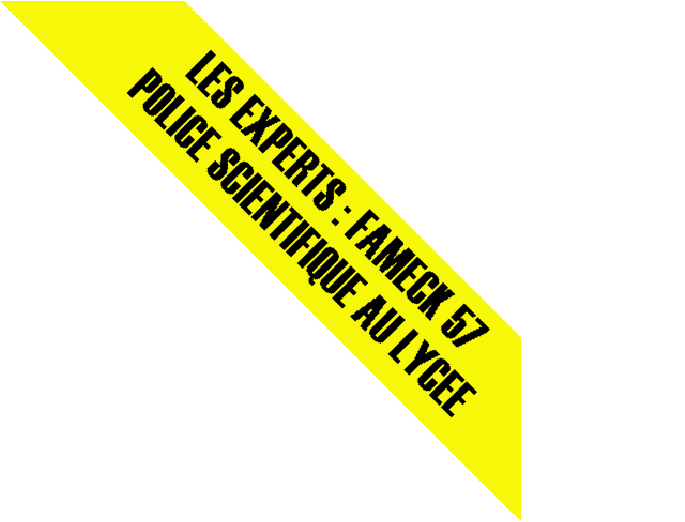 LES EXPERTS : FAMECK 57
POLICE SCIENTIFIQUE AU LYCEE